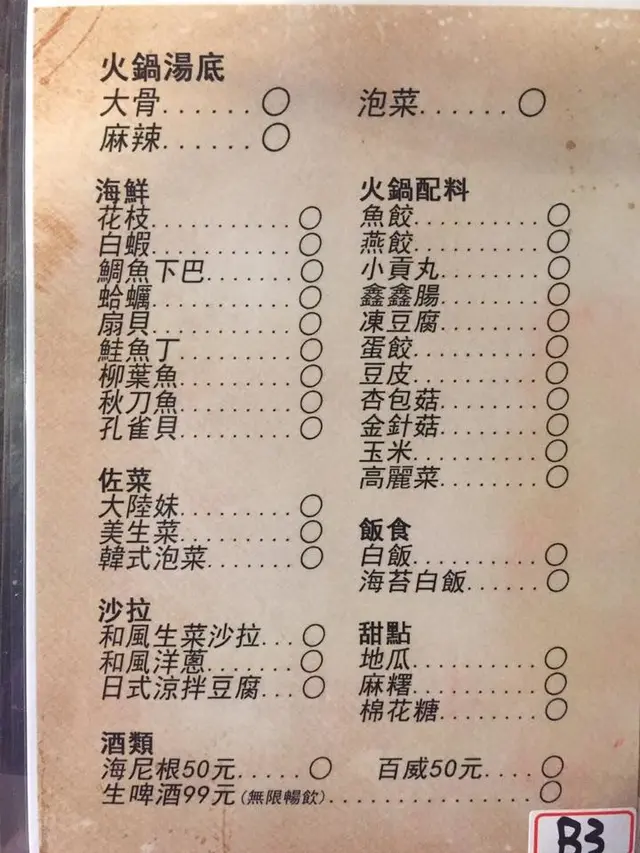 火鍋湯底
大骨......○ 泡菜......○
麻辣......○
海鮮
花枝..........○
白蝦..........○
鯛魚下巴.......○
蛤蠣..........○
扇貝..........○
鮭魚丁........○
柳葉魚........○
秋刀魚........○
孔雀貝........○
佐菜
大陸妹........○
美生菜........○
韓式泡菜.......○
沙拉
和風生菜沙拉...○
和風洋蔥.......○
日式涼拌豆腐...○
火鍋配料
魚餃..........○
燕餃..........○
小貢丸........○
鑫鑫腸........○
凍豆腐........○
蛋餃..........○
豆皮..........○
杏包菇........○
金針菇........○
玉米..........○
高麗菜........○
飯食
白飯..........○
海苔白飯......○
甜點
地瓜..........○
麻糬..........○
棉花糖........○
酒類
海尼根50元.....○ 百威50元....○
生啤酒99元(無限暢飲)................○
B3